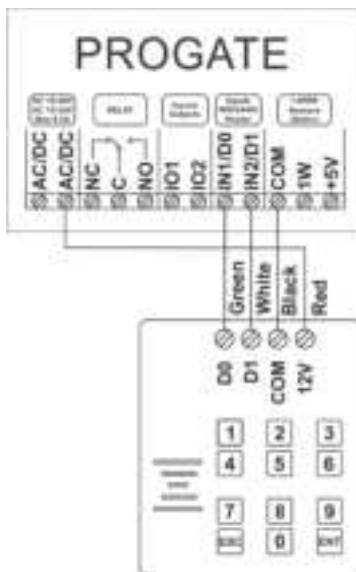 PROGATE
RELAY
AC/DC
AC/DC
NC
C
NO
IO1
IO2
IN1/D0
IN2/D1
COM
1W
+5V
Green
White
Black
Red
D0
D1
COM
12V
1 2 3
4 5 6
7 8 9
ESC 0 ENT